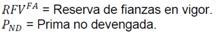 RFV^FA = Reserva de fianzas en vigor.
P_ND = Prima no devengada.